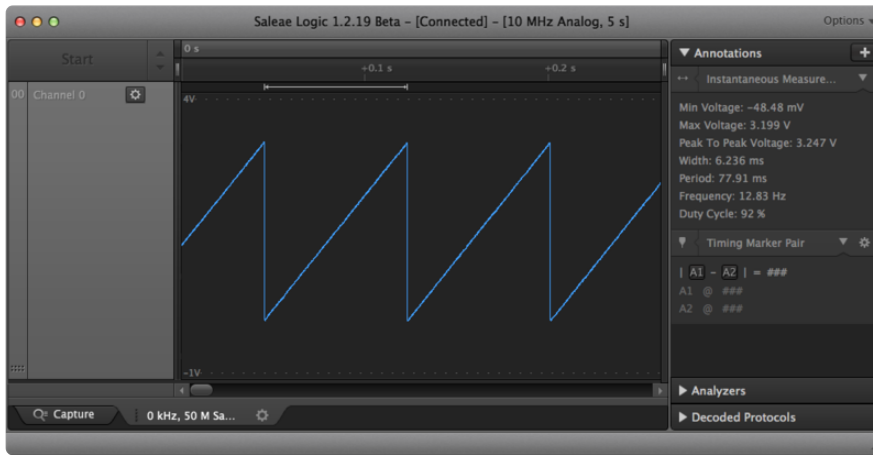 Saleae Logic 1.2.19 Beta – [Connected] – [10 MHz Analog, 5 s]
Options
Start
0 s
+0.1 s
+0.2 s
00 Channel 0
4V
-1V
Annotations
Instantaneous Measure...
Min Voltage: -48.48 mV
Max Voltage: 3.199 V
Peak To Peak Voltage: 3.247 V
Width: 6.236 ms
Period: 77.91 ms
Frequency: 12.83 Hz
Duty Cycle: 92 %
Timing Marker Pair
| A1 - A2 | = ###
A1 @ ###
A2 @ ###
Analyzers
Decoded Protocols
Capture
0 kHz, 50 M Sa...